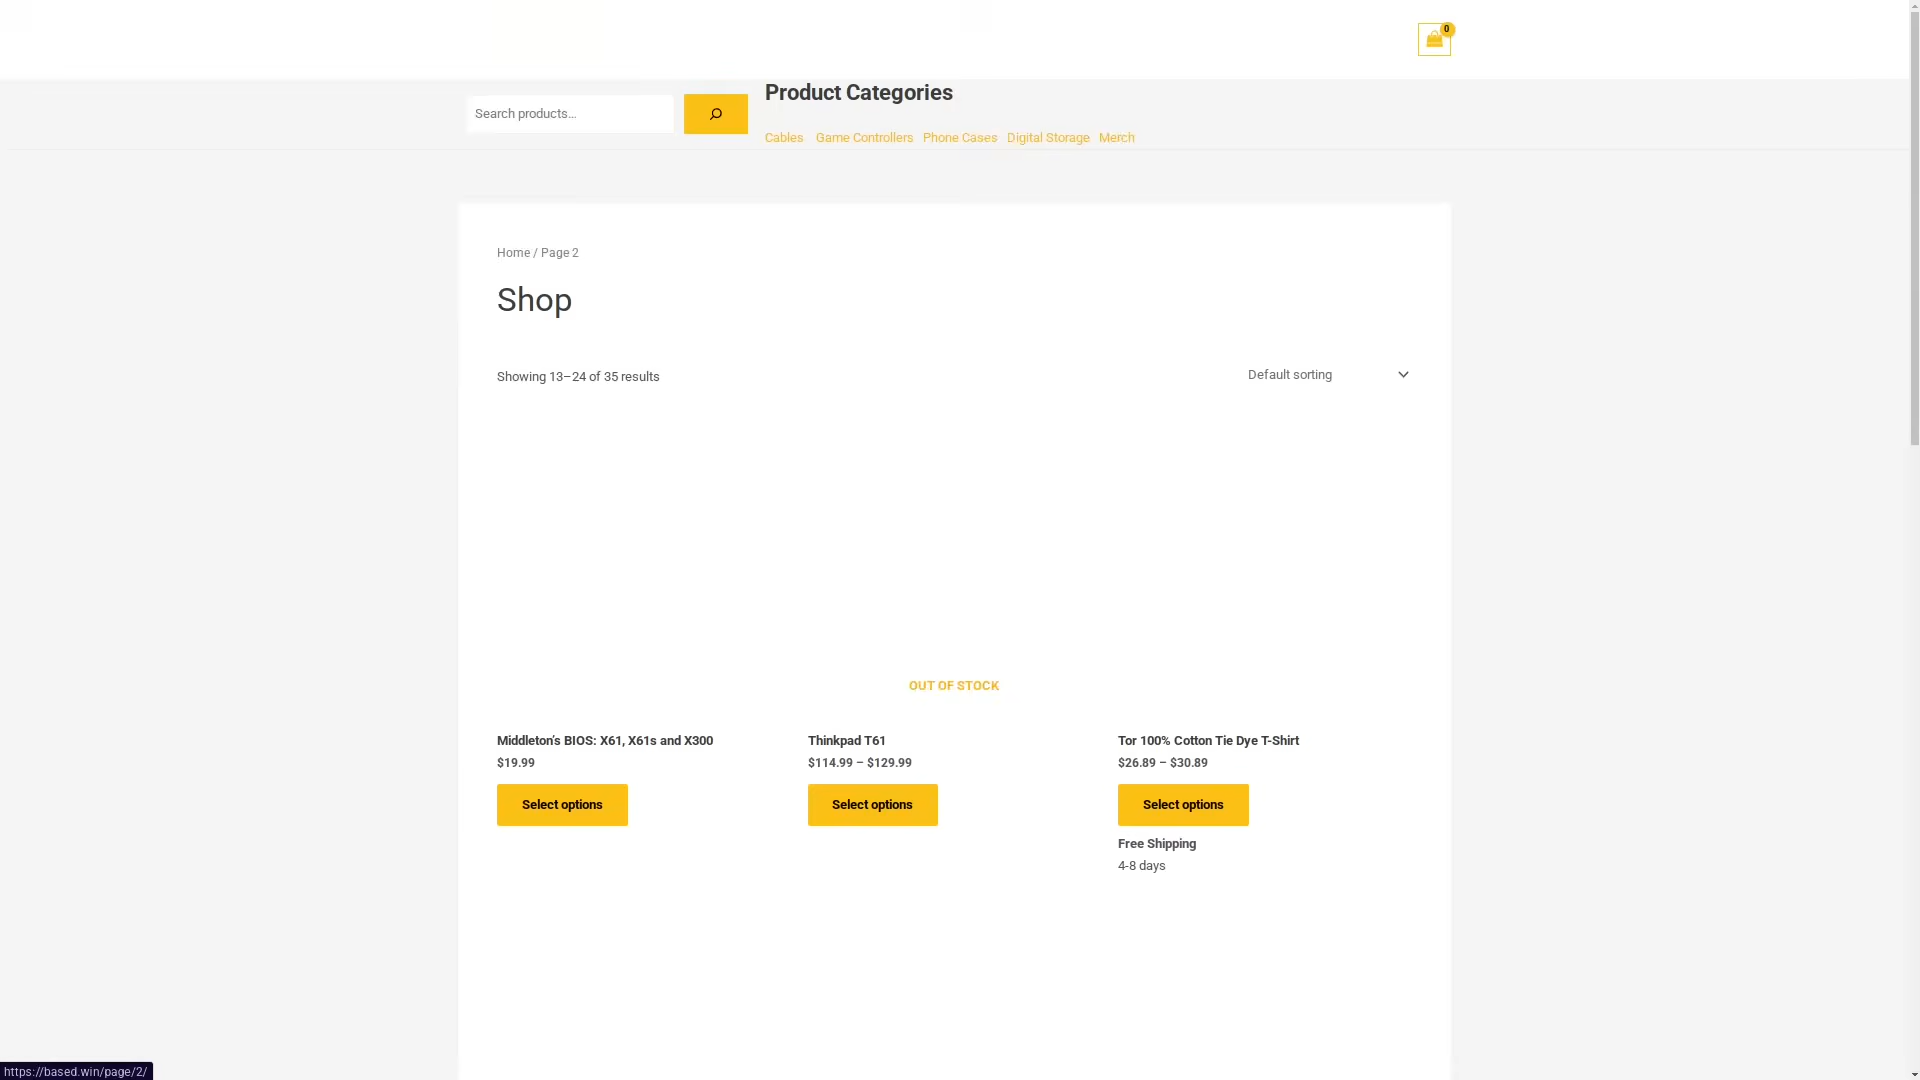 0
Product Categories
Search products…
Cables Game Controllers Phone Cases Digital Storage Merch
Home / Page 2
Shop
Showing 13–24 of 35 results
Default sorting
OUT OF STOCK
Middleton’s BIOS: X61, X61s and X300
$19.99
Select options
Thinkpad T61
$114.99 – $129.99
Select options
Tor 100% Cotton Tie Dye T-Shirt
$26.89 – $30.89
Select options
Free Shipping
4-8 days
https://based.win/page/2/